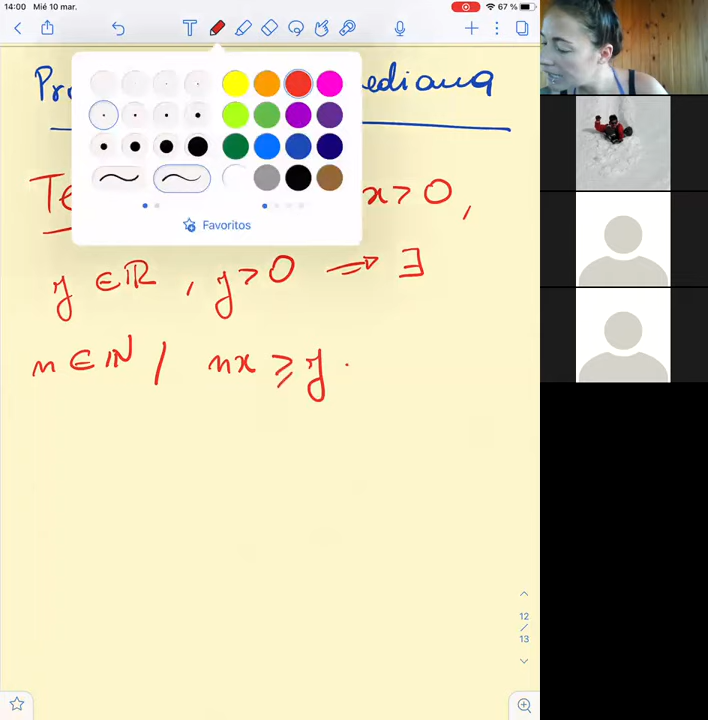 14:00 Mié 10 mar.
67 %
Pr ediana
Te x > 0,
y ∈ ℝ, y > 0 ⟹ ∃
n ∈ ℕ / nx ⩾ y.
Favoritos
12
/
13